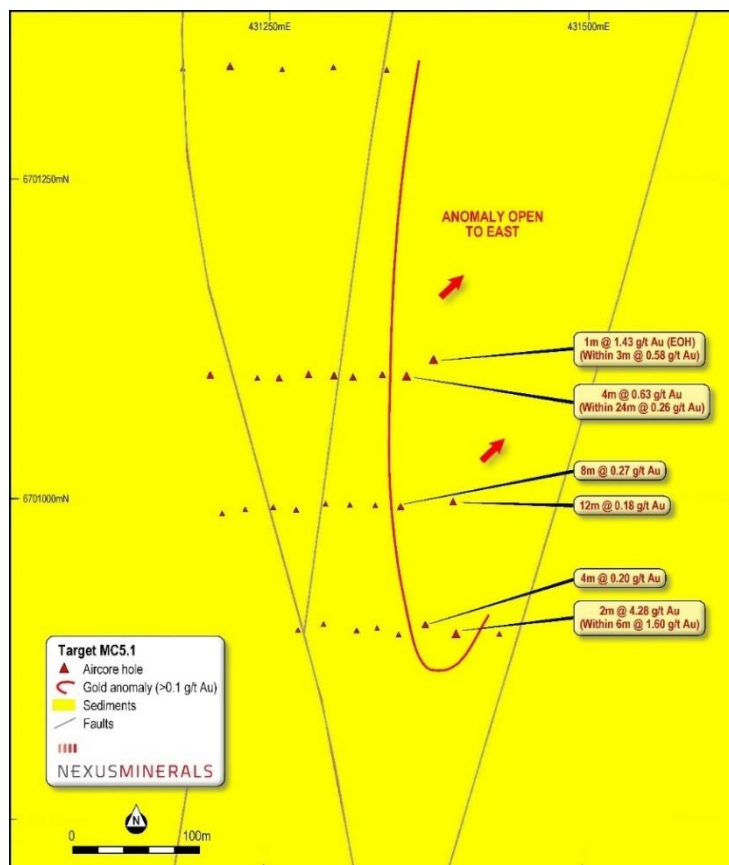 431250mE
431500mE
6701250mN
ANOMALY OPEN
TO EAST
1m @ 1.43 g/t Au (EOH)
(Within 3m @ 0.58 g/t Au)
4m @ 0.63 g/t Au
(Within 24m @ 0.26 g/t Au)
8m @ 0.27 g/t Au
6701000mN
12m @ 0.18 g/t Au
4m @ 0.20 g/t Au
2m @ 4.28 g/t Au
(Within 6m @ 1.60 g/t Au)
Target MC5.1
Aircore hole
Gold anomaly (>0.1 g/t Au)
Sediments
Faults
NEXUSMINERALS
N
0
100m